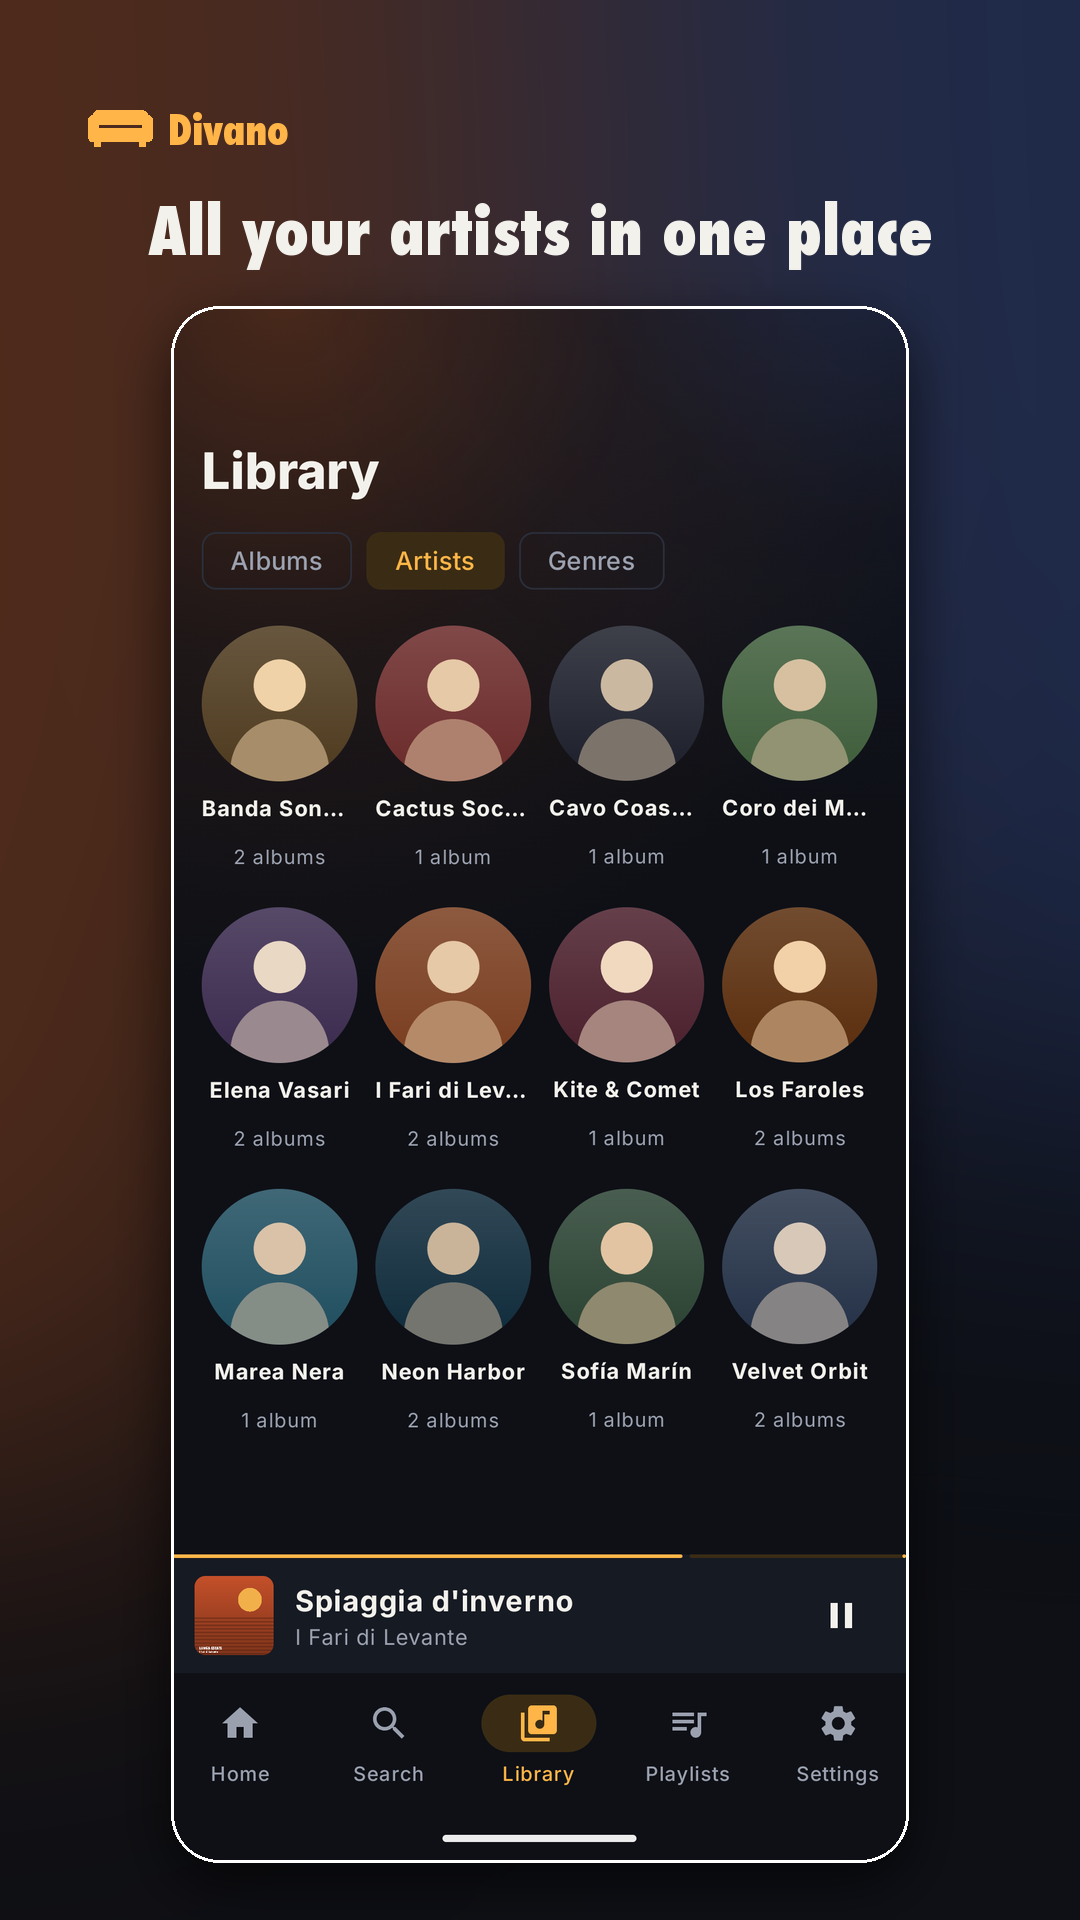 Divano
All your artists in one place
Library
Albums Artists Genres
Banda Son... Cactus Soc... Cavo Coas... Coro dei M...
2 albums 1 album 1 album 1 album
Elena Vasari I Fari di Lev... Kite & Comet Los Faroles
2 albums 2 albums 1 album 2 albums
Marea Nera Neon Harbor Sofía Marín Velvet Orbit
1 album 2 albums 1 album 2 albums
Spiaggia d'inverno
I Fari di Levante
Home Search Library Playlists Settings